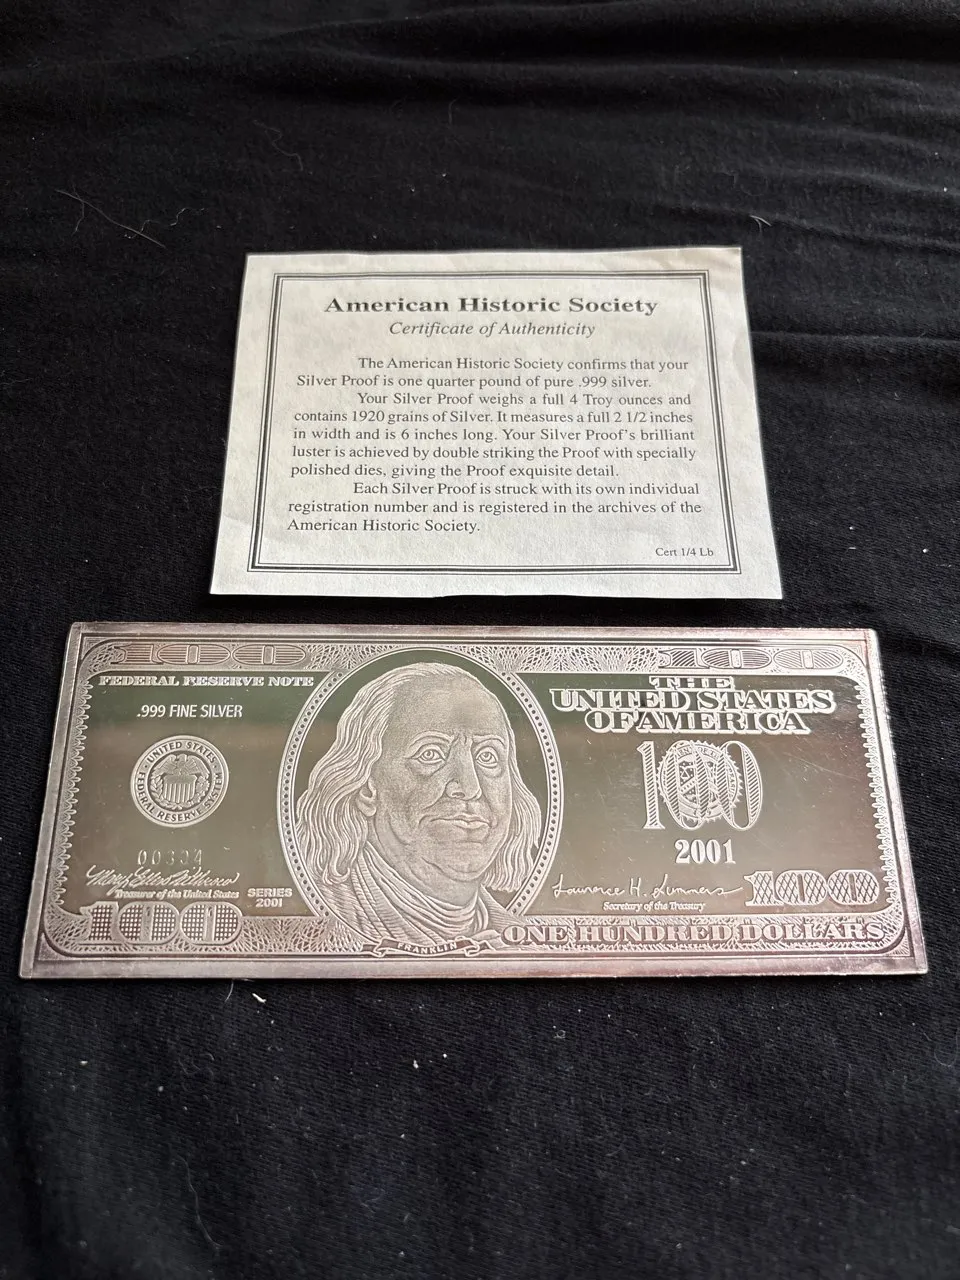 American Historic Society
Certificate of Authenticity
The American Historic Society confirms that your
Silver Proof is one quarter pound of pure .999 silver.
Your Silver Proof weighs a full 4 Troy ounces and
contains 1920 grains of Silver. It measures a full 2 1/2 inches
in width and is 6 inches long. Your Silver Proof's brilliant
luster is achieved by double striking the Proof with specially
polished dies, giving the Proof exquisite detail.
Each Silver Proof is struck with its own individual
registration number and is registered in the archives of the
American Historic Society.
Cert 1/4 Lb
100
100
FEDERAL RESERVE NOTE
THE
UNITED STATES
OF AMERICA
.999 FINE SILVER
UNITED STATES
FEDERAL RESERVE SYSTEM
100
2001
00334
Mary Ellen Withrow
Treasurer of the United States
SERIES
2001
Lawrence H. Summers
Secretary of the Treasury
100
100
FRANKLIN
ONE HUNDRED DOLLARS